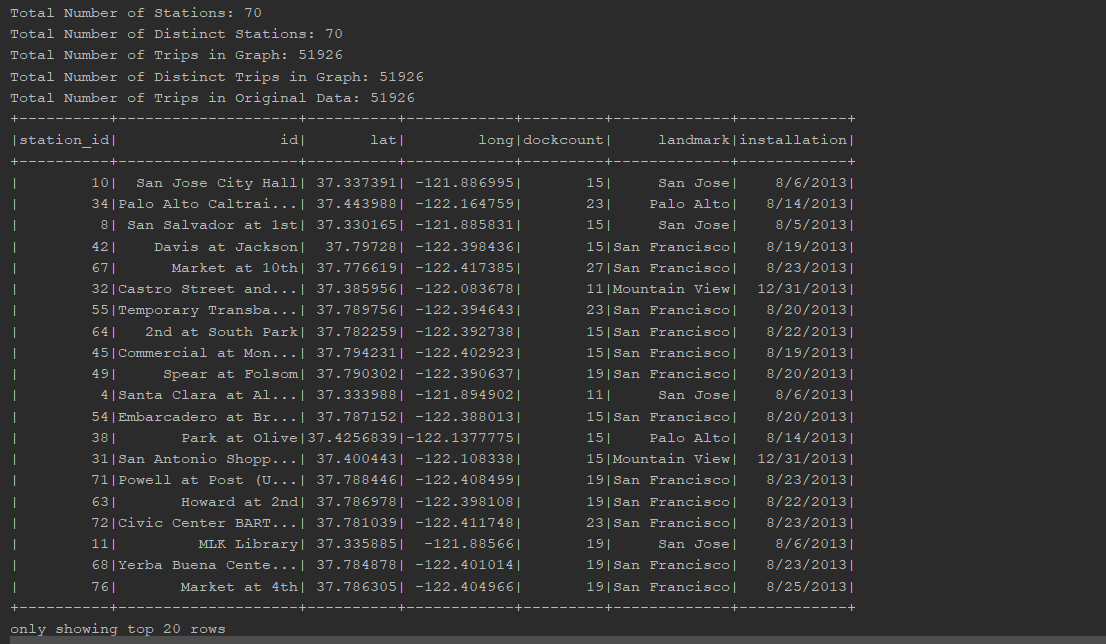 Total Number of Stations: 70
Total Number of Distinct Stations: 70
Total Number of Trips in Graph: 51926
Total Number of Distinct Trips in Graph: 51926
Total Number of Trips in Original Data: 51926
+----------+--------------------+----------+------------+---------+-------------+------------+
|station_id|                  id|       lat|        long|dockcount|     landmark|installation|
+----------+--------------------+----------+------------+---------+-------------+------------+
|        10|  San Jose City Hall| 37.337391| -121.886995|       15|     San Jose|    8/6/2013|
|        34|Palo Alto Caltrai...| 37.443988| -122.164759|       23|    Palo Alto|   8/14/2013|
|         8| San Salvador at 1st| 37.330165| -121.885831|       15|     San Jose|    8/5/2013|
|        42|    Davis at Jackson|  37.79728| -122.398436|       15|San Francisco|   8/19/2013|
|        67|      Market at 10th| 37.776619| -122.417385|       27|San Francisco|   8/23/2013|
|        32|Castro Street and...| 37.385956| -122.083678|       11|Mountain View|  12/31/2013|
|        55|Temporary Transba...| 37.789756| -122.394643|       23|San Francisco|   8/20/2013|
|        64|   2nd at South Park| 37.782259| -122.392738|       15|San Francisco|   8/22/2013|
|        45|Commercial at Mon...| 37.794231| -122.402923|       15|San Francisco|   8/19/2013|
|        49|     Spear at Folsom| 37.790302| -122.390637|       19|San Francisco|   8/20/2013|
|         4|Santa Clara at Al...| 37.333988| -121.894902|       11|     San Jose|    8/6/2013|
|        54|Embarcadero at Br...| 37.787152| -122.388013|       15|San Francisco|   8/20/2013|
|        38|       Park at Olive|37.4256839|-122.1377775|       15|    Palo Alto|   8/14/2013|
|        31|San Antonio Shopp...| 37.400443| -122.108338|       15|Mountain View|  12/31/2013|
|        71|Powell at Post (U...| 37.788446| -122.408499|       19|San Francisco|   8/23/2013|
|        63|       Howard at 2nd| 37.786978| -122.398108|       19|San Francisco|   8/22/2013|
|        72|Civic Center BART...| 37.781039| -122.411748|       23|San Francisco|   8/23/2013|
|        11|         MLK Library| 37.335885|  -121.88566|       19|     San Jose|    8/6/2013|
|        68|Yerba Buena Cente...| 37.784878| -122.401014|       19|San Francisco|   8/23/2013|
|        76|       Market at 4th| 37.786305| -122.404966|       19|San Francisco|   8/25/2013|
+----------+--------------------+----------+------------+---------+-------------+------------+
only showing top 20 rows